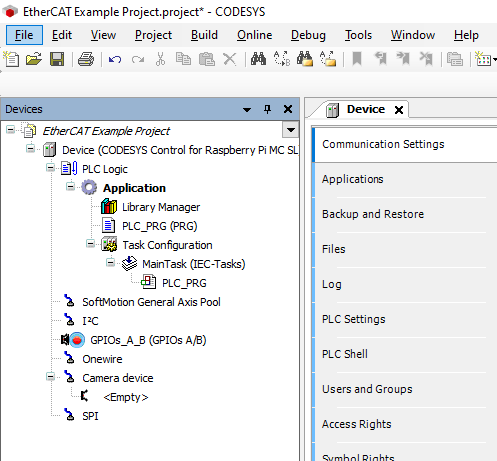 EtherCAT Example Project.project* - CODESYS
File Edit View Project Build Online Debug Tools Window Help
Devices
EtherCAT Example Project
Device (CODESYS Control for Raspberry Pi MC SL
PLC Logic
Application
Library Manager
PLC_PRG (PRG)
Task Configuration
MainTask (IEC-Tasks)
PLC_PRG
SoftMotion General Axis Pool
I²C
GPIOs_A_B (GPIOs A/B)
Onewire
Camera device
<Empty>
SPI
Device
Communication Settings
Applications
Backup and Restore
Files
Log
PLC Settings
PLC Shell
Users and Groups
Access Rights
Symbol Rights